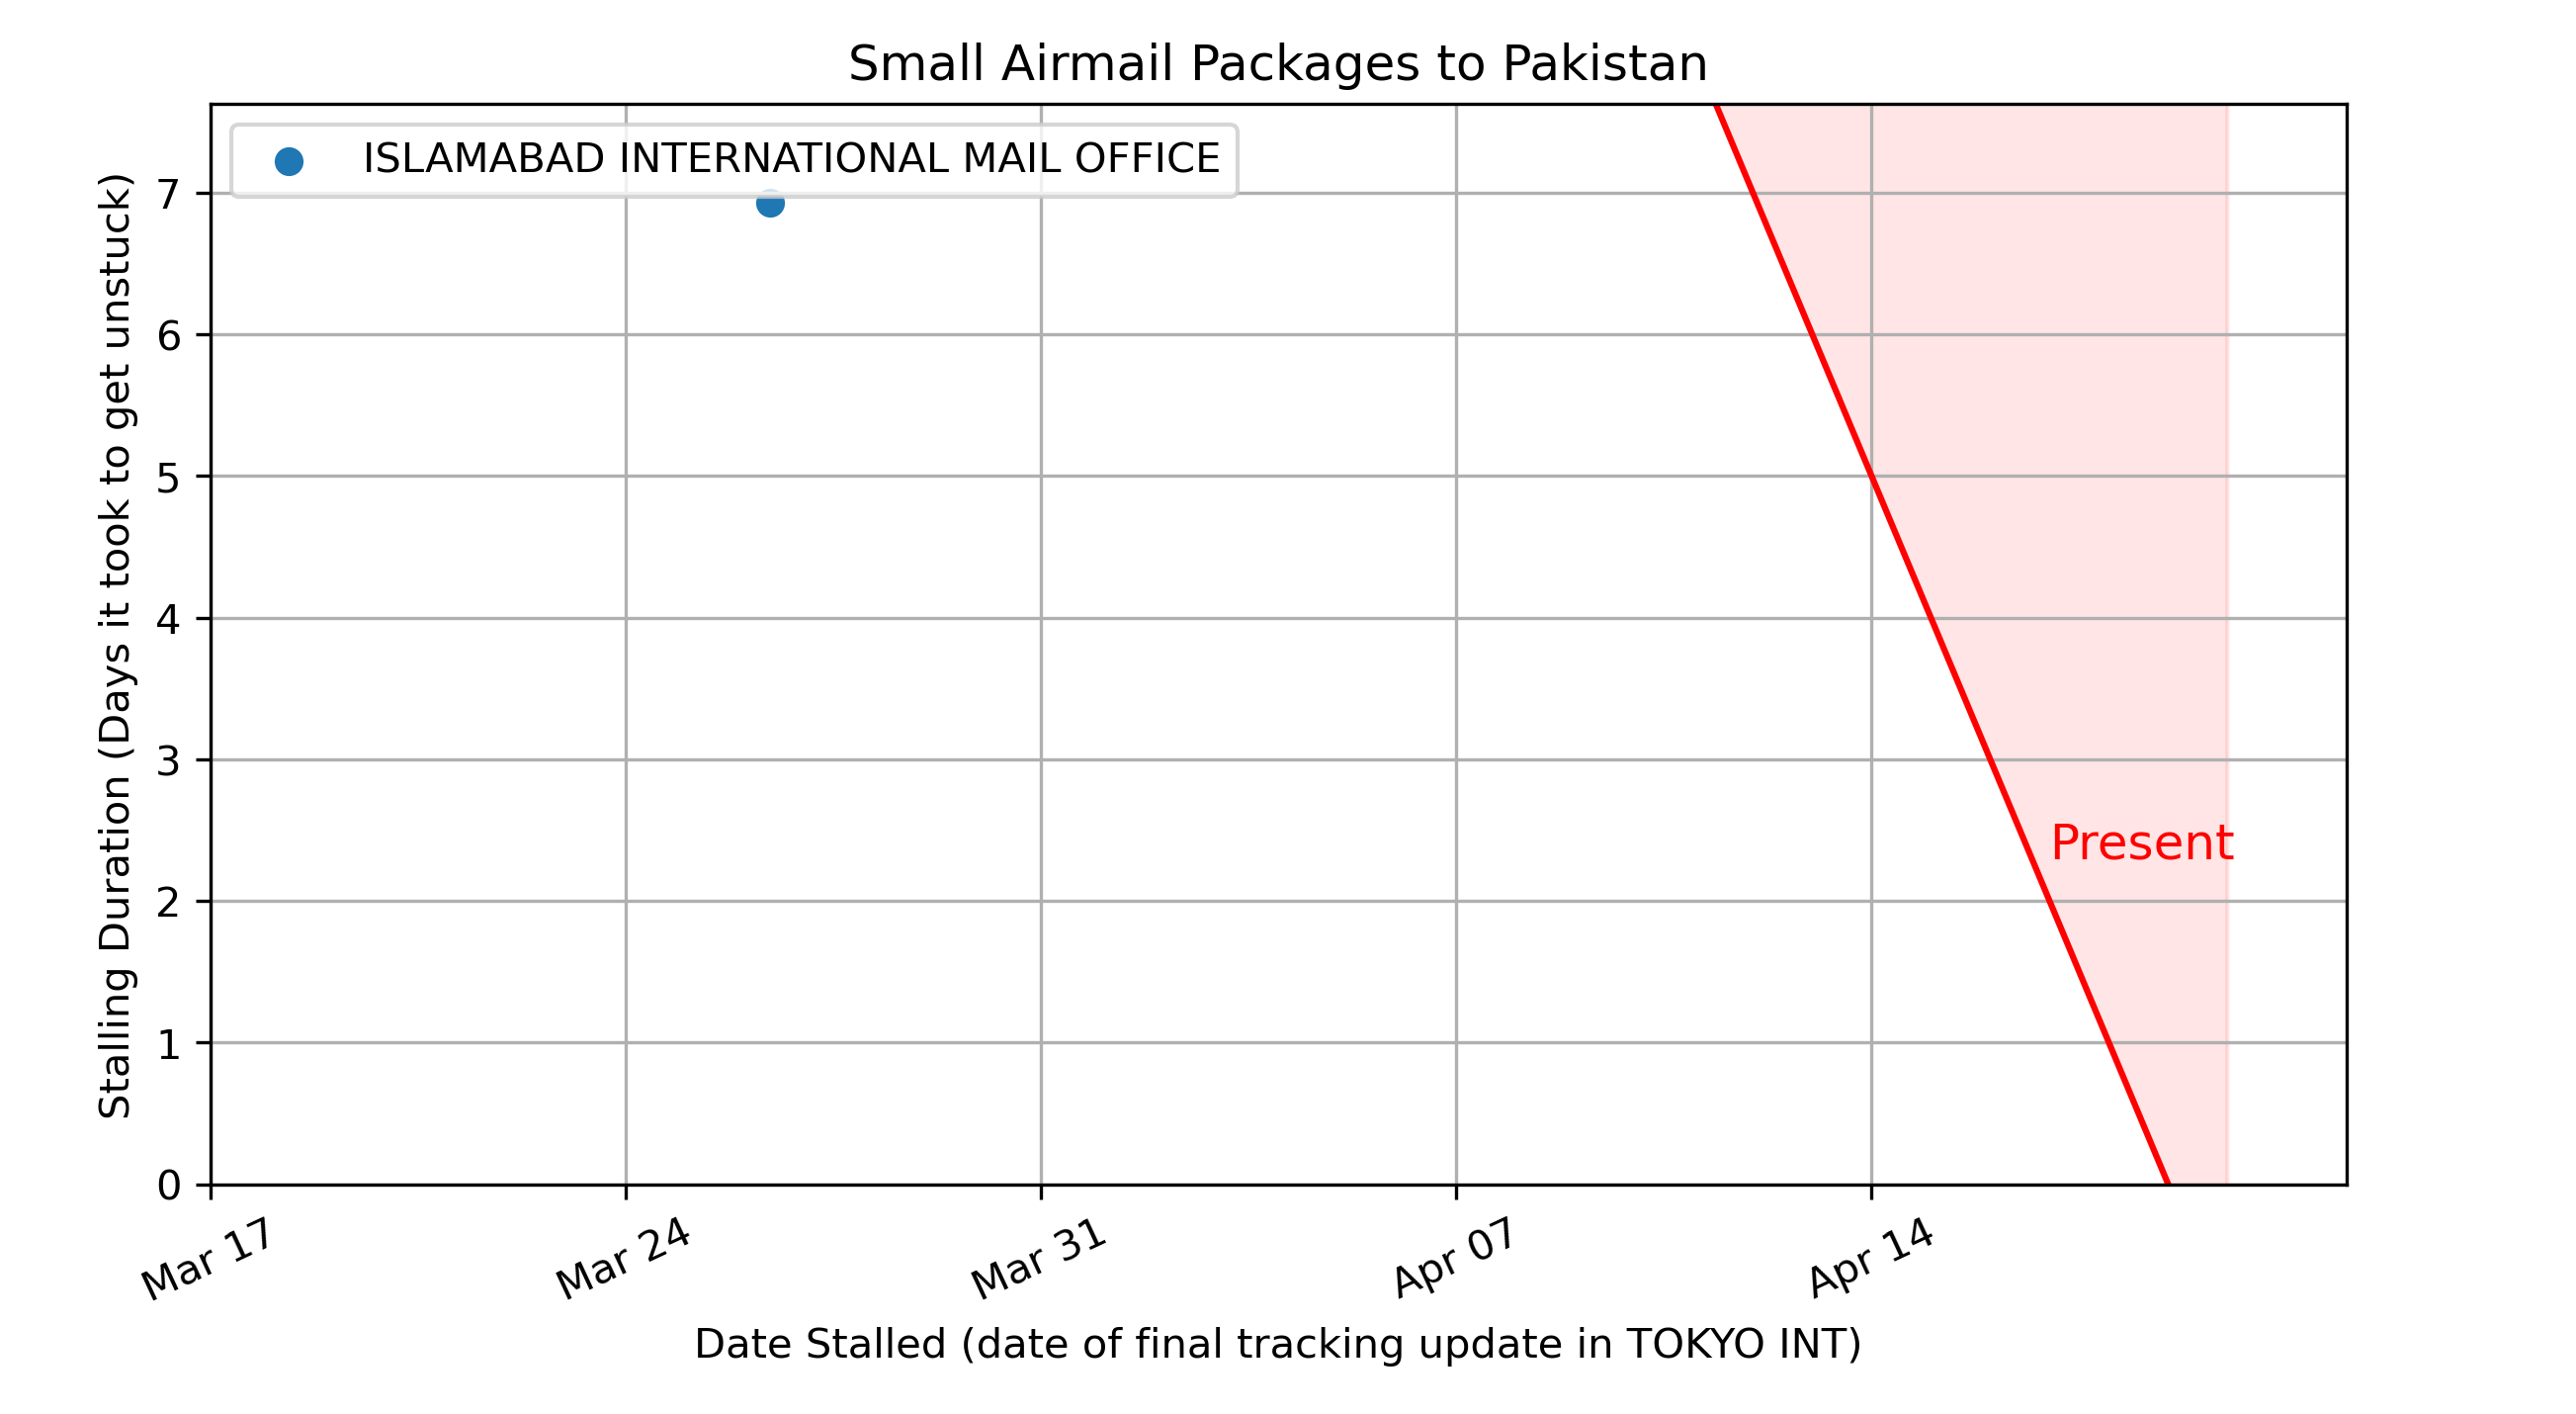 Small Airmail Packages to Pakistan
ISLAMABAD INTERNATIONAL MAIL OFFICE
Stalling Duration (Days it took to get unstuck)
7
6
5
4
3
2
1
0
Present
Mar 17
Mar 24
Mar 31
Apr 07
Apr 14
Date Stalled (date of final tracking update in TOKYO INT)